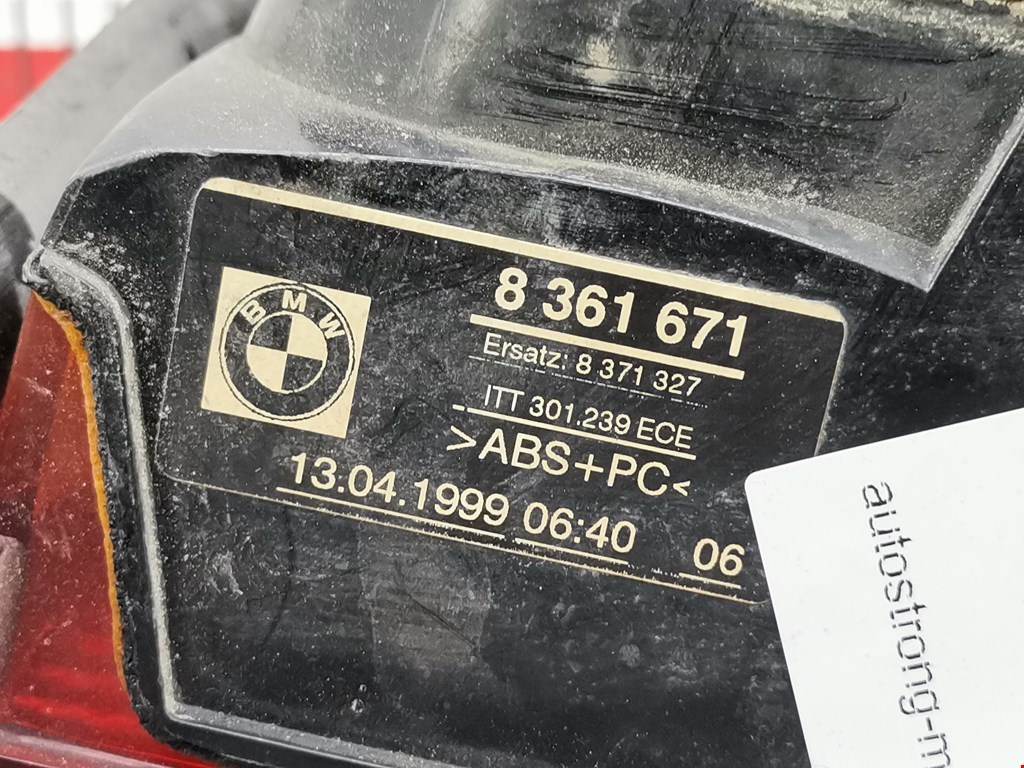 BMW
8 361 671
Ersatz: 8 371 327
ITT 301.239 ECE
>ABS+PC<
13.04.1999 06:40 06
autostrong-m